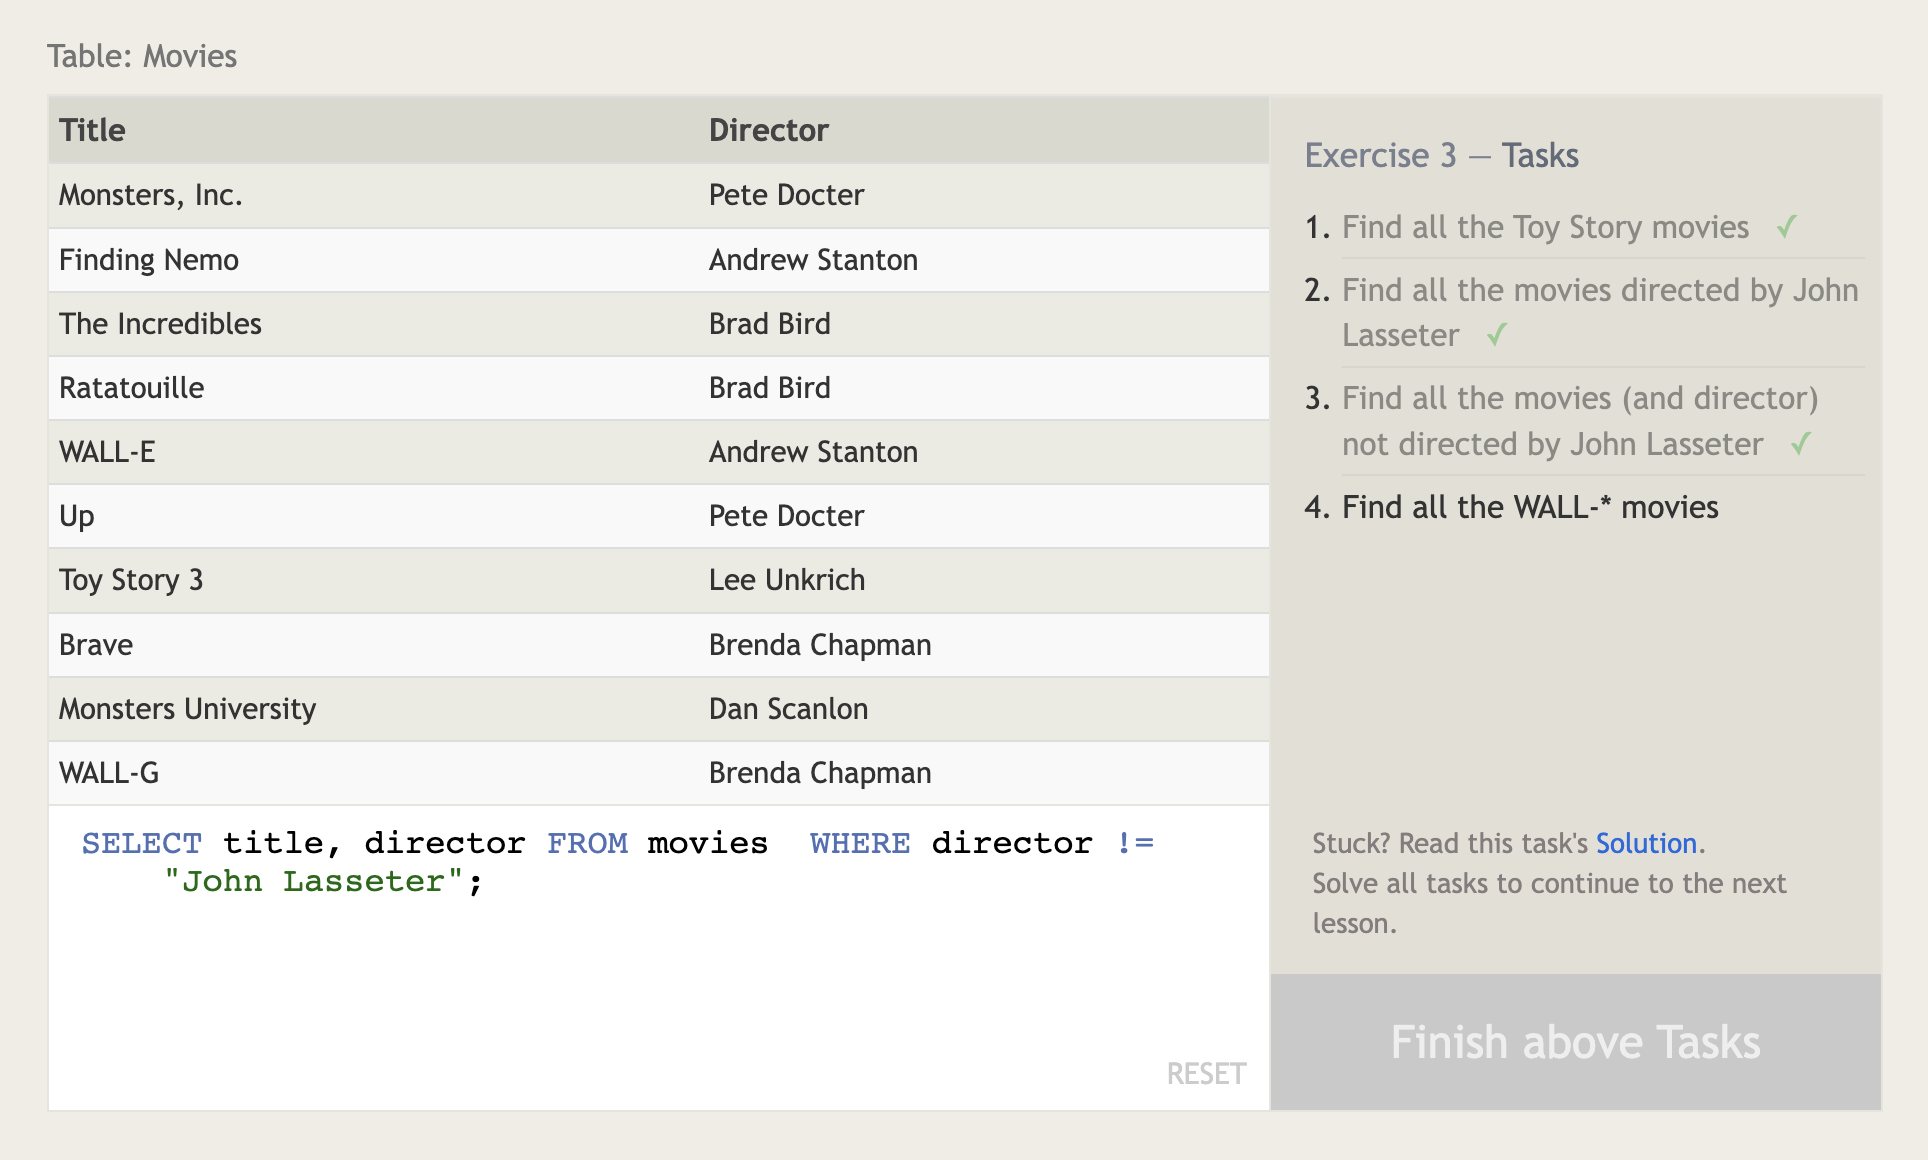 Table: Movies
Title Director
Monsters, Inc. Pete Docter
Finding Nemo Andrew Stanton
The Incredibles Brad Bird
Ratatouille Brad Bird
WALL-E Andrew Stanton
Up Pete Docter
Toy Story 3 Lee Unkrich
Brave Brenda Chapman
Monsters University Dan Scanlon
WALL-G Brenda Chapman
SELECT title, director FROM movies  WHERE director !=
"John Lasseter";
RESET
Exercise 3 — Tasks
1. Find all the Toy Story movies ✓
2. Find all the movies directed by John
Lasseter ✓
3. Find all the movies (and director)
not directed by John Lasseter ✓
4. Find all the WALL-* movies
Stuck? Read this task's Solution.
Solve all tasks to continue to the next
lesson.
Finish above Tasks